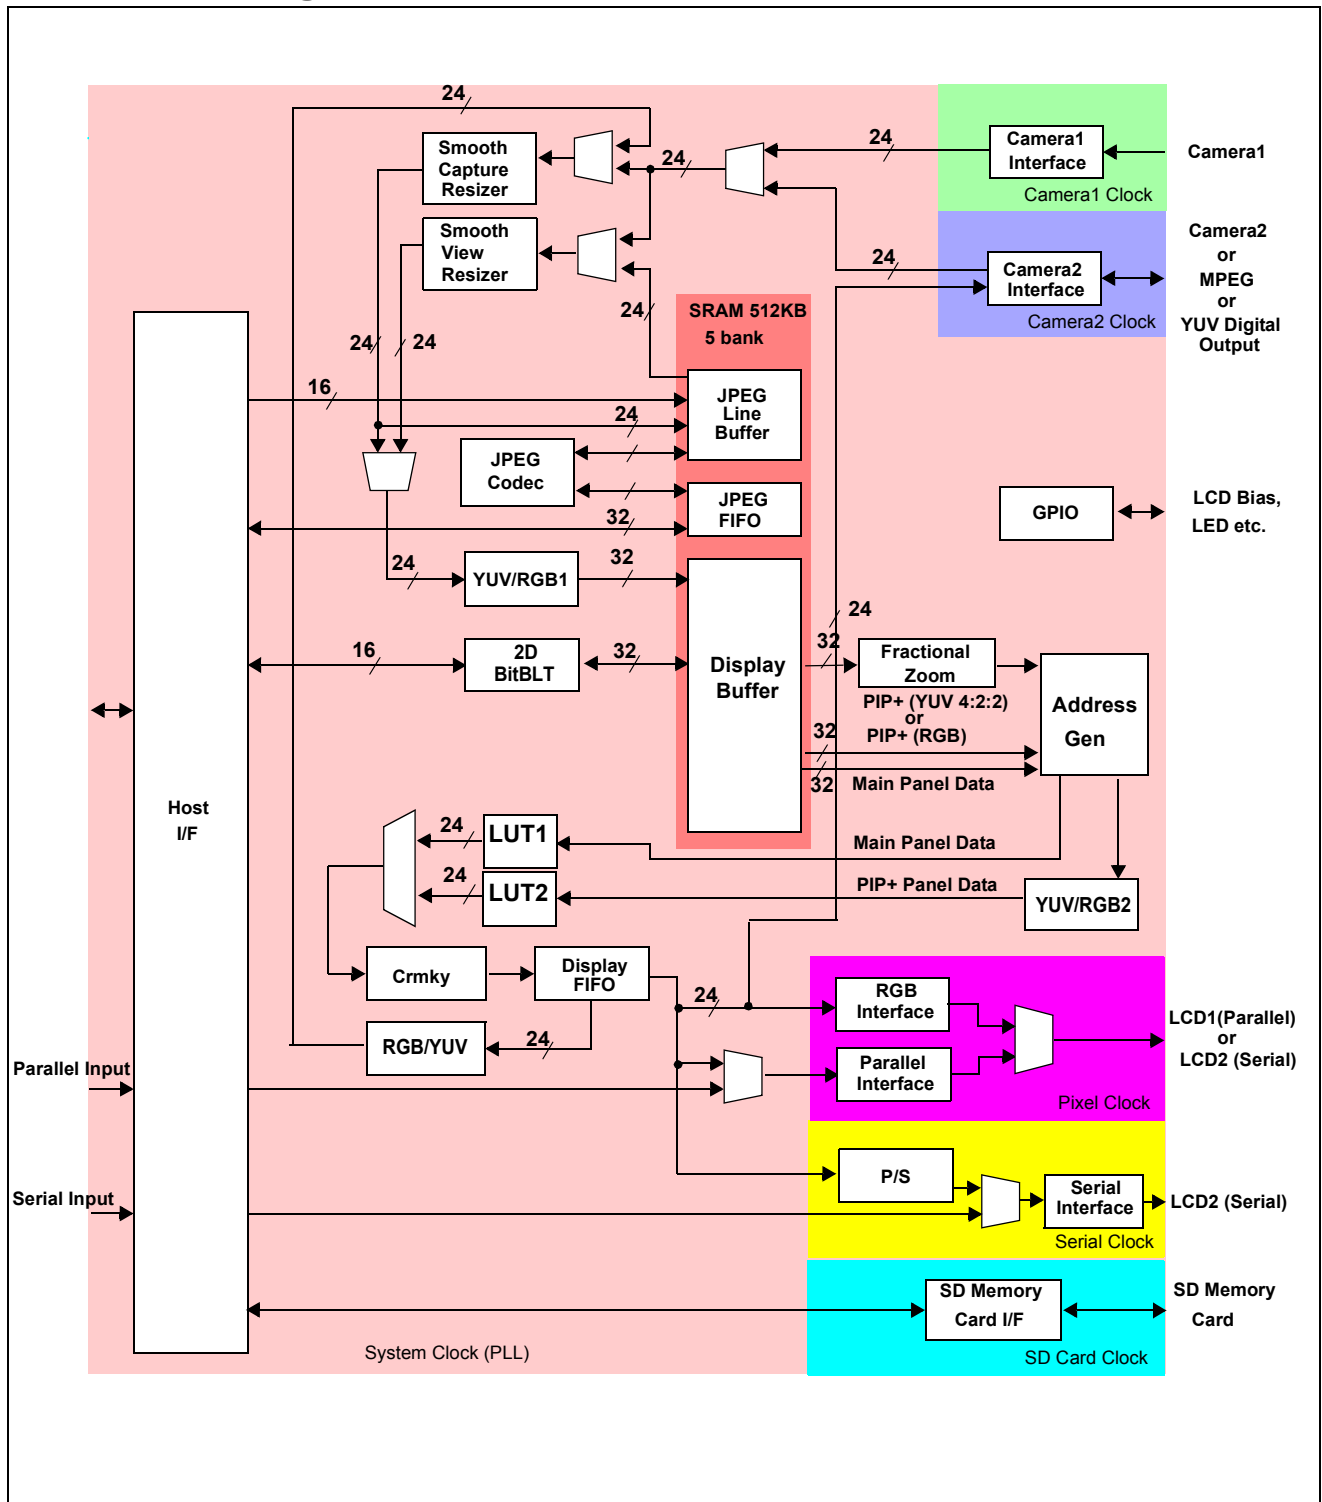 24
Smooth
Capture
Resizer
24
24
Camera1
Interface
Camera1 Clock
Camera1
Smooth
View
Resizer
24
Camera2
Interface
Camera2 Clock
Camera2
or
MPEG
or
YUV Digital
Output
24
SRAM 512KB
5 bank
24
24
16
24
JPEG
Line
Buffer
JPEG
Codec
JPEG
FIFO
32
GPIO
LCD Bias,
LED etc.
24
YUV/RGB1
32
24
16
2D
BitBLT
32
Display
Buffer
32
Fractional
Zoom
PIP+ (YUV 4:2:2)
or
PIP+ (RGB)
32
32
Main Panel Data
Address
Gen
Host
I/F
24
LUT1
Main Panel Data
24
LUT2
PIP+ Panel Data
YUV/RGB2
Crmky
Display
FIFO
24
RGB
Interface
RGB/YUV
24
Parallel
Interface
Pixel Clock
LCD1(Parallel)
or
LCD2 (Serial)
Parallel Input
P/S
Serial
Interface
Serial Clock
LCD2 (Serial)
Serial Input
SD Memory
Card I/F
SD Card Clock
SD Memory
Card
System Clock (PLL)